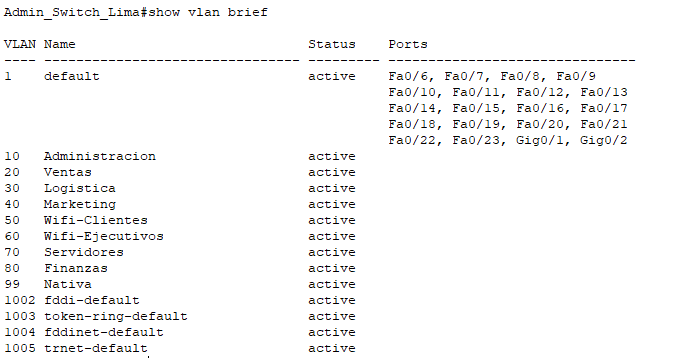 Admin_Switch_Lima#show vlan brief
VLAN Name                             Status    Ports
---- -------------------------------- --------- -------------------------------
1    default                          active    Fa0/6, Fa0/7, Fa0/8, Fa0/9
                                                Fa0/10, Fa0/11, Fa0/12, Fa0/13
                                                Fa0/14, Fa0/15, Fa0/16, Fa0/17
                                                Fa0/18, Fa0/19, Fa0/20, Fa0/21
                                                Fa0/22, Fa0/23, Gig0/1, Gig0/2
10   Administracion                   active
20   Ventas                           active
30   Logistica                        active
40   Marketing                        active
50   Wifi-Clientes                    active
60   Wifi-Ejecutivos                  active
70   Servidores                       active
80   Finanzas                         active
99   Nativa                           active
1002 fddi-default                     active
1003 token-ring-default               active
1004 fddinet-default                  active
1005 trnet-default                    active